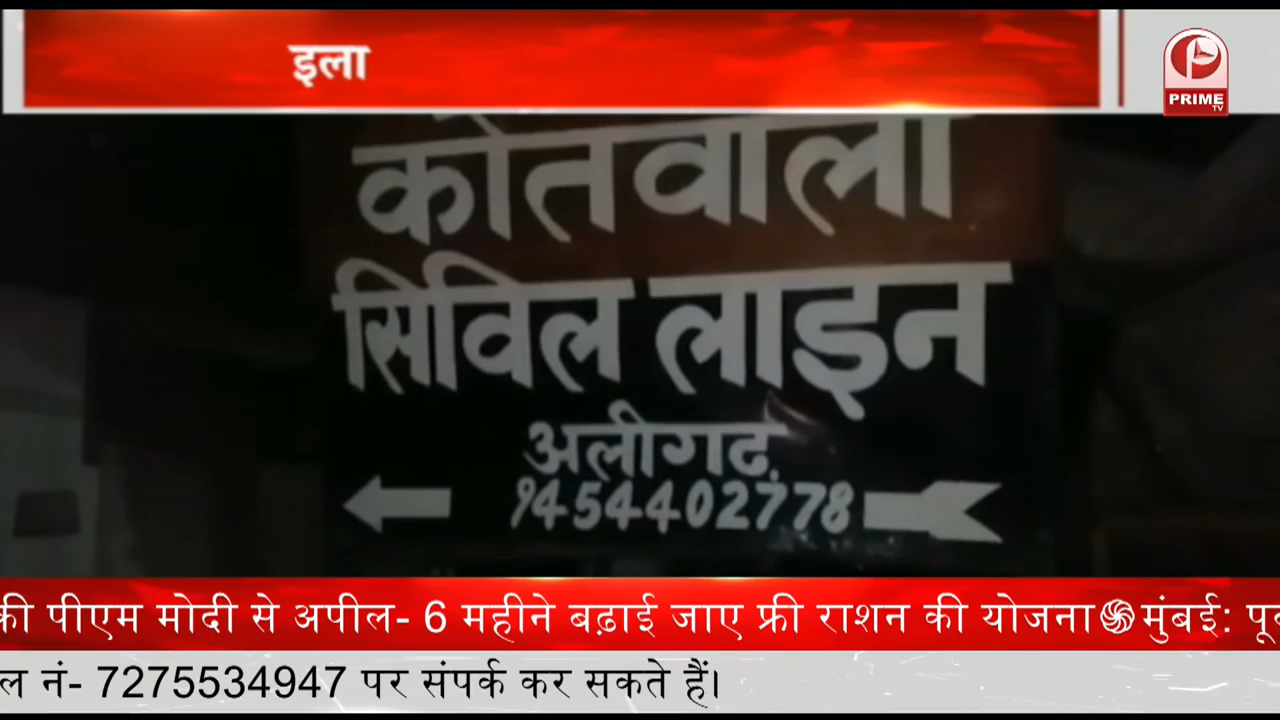 इला
PRIME
TV
कोतवाली
सिविल लाइन
अलीगढ़
9454402778
की पीएम मोदी से अपील- 6 महीने बढ़ाई जाए फ्री राशन की योजना मुंबई:
ल नं- 7275534947 पर संपर्क कर सकते हैं।